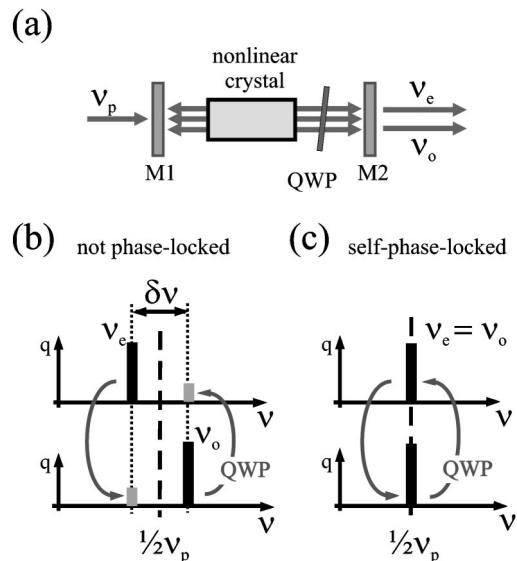 (a)
nonlinear
crystal
νp
νe
νo
M1
QWP
M2
(b)
not phase-locked
(c)
self-phase-locked
δν
q
νe
ν
q
νo
QWP
ν
½νp
q
νe = νo
ν
q
QWP
ν
½νp